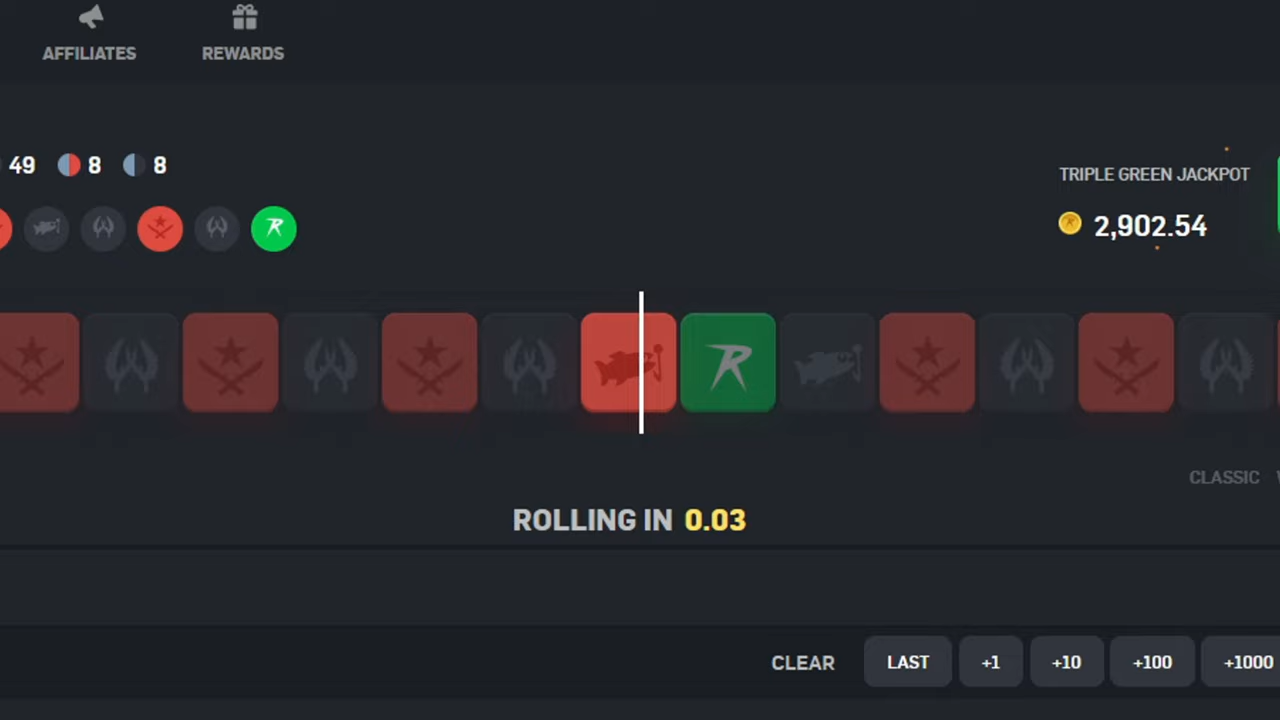 AFFILIATES
REWARDS
49 8 8
TRIPLE GREEN JACKPOT
2,902.54
CLASSIC
ROLLING IN 0.03
CLEAR
LAST
+1
+10
+100
+1000